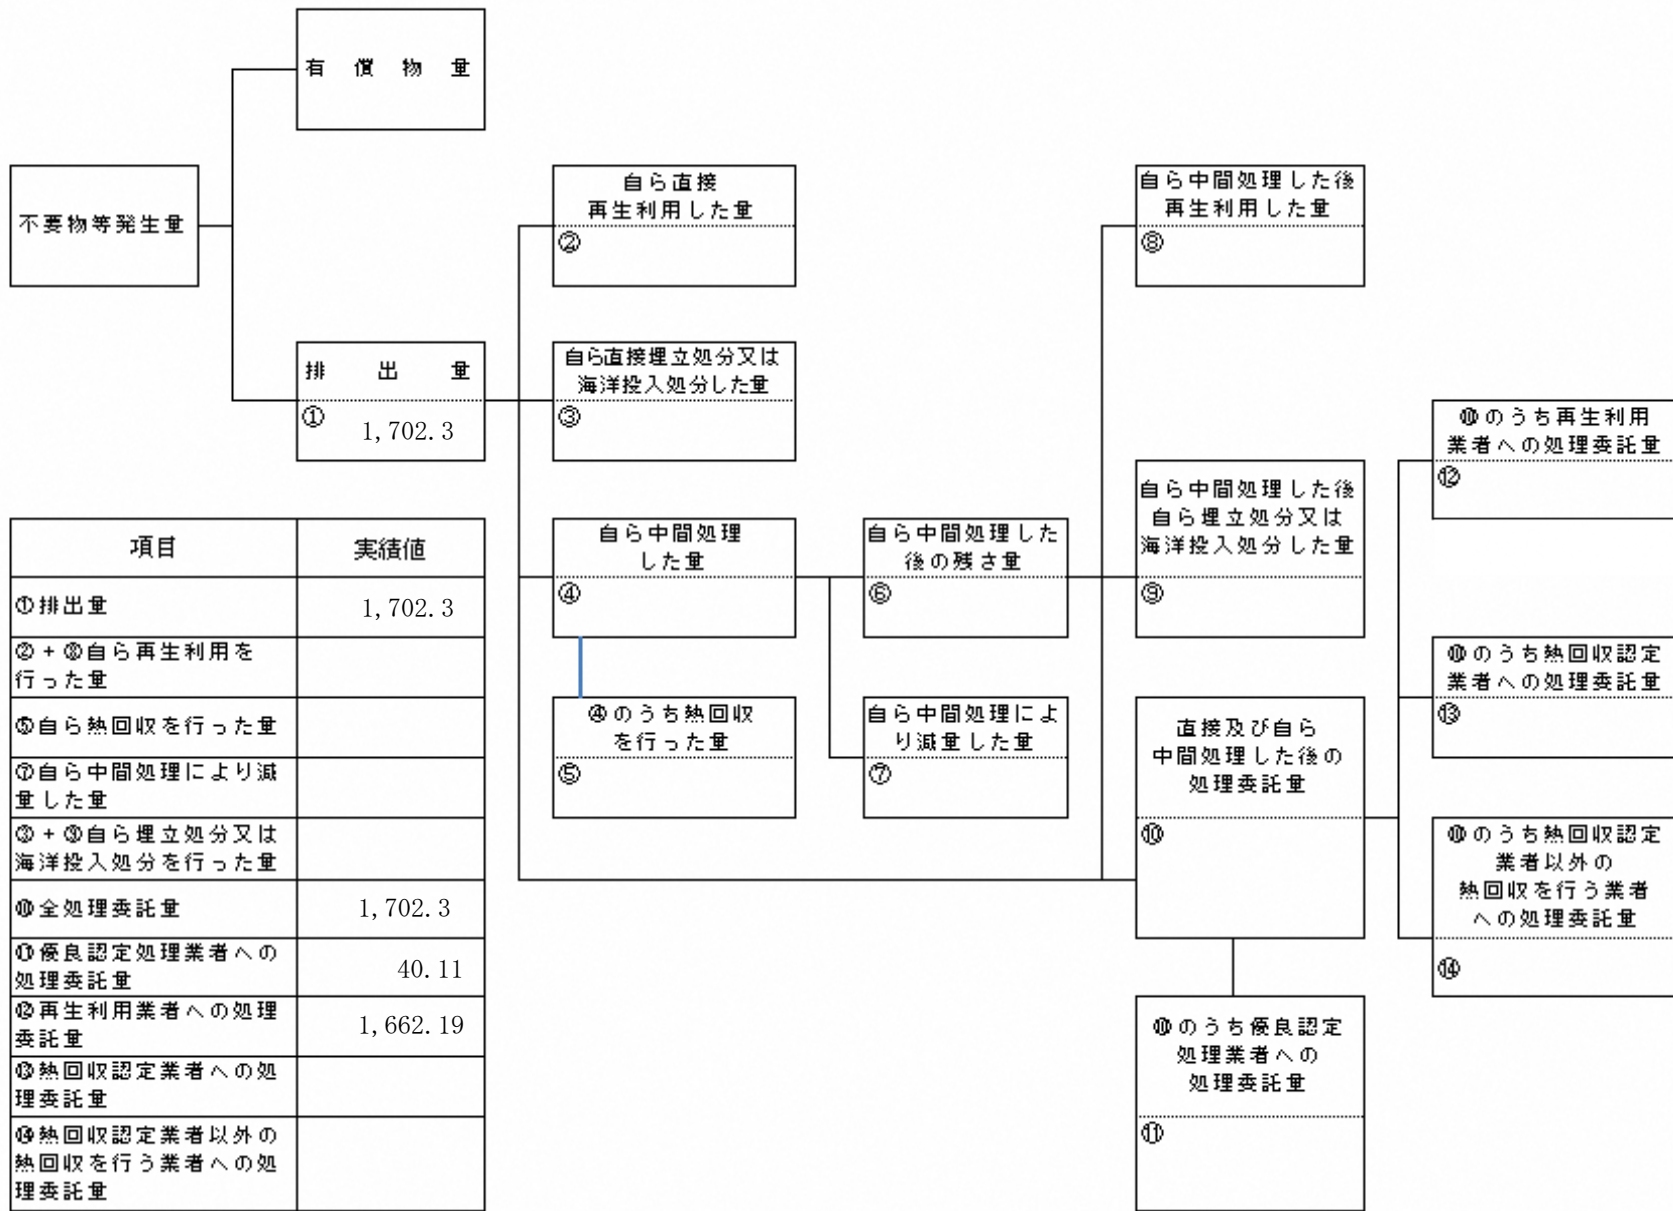 有償物量
不要物等発生量
排出量
① 1,702.3
自ら直接
再生利用した量
②
自ら直接埋立処分又は
海洋投入処分した量
③
自ら中間処理
した量
④
④のうち熱回収
を行った量
⑤
自ら中間処理した
後の残さ量
⑥
自ら中間処理によ
り減量した量
⑦
自ら中間処理した後
再生利用した量
⑧
自ら中間処理した後
自ら埋立処分又は
海洋投入処分した量
⑨
直接及び自ら
中間処理した後の
処理委託量
⑩
⑩のうち優良認定
処理業者への
処理委託量
⑪
⑩のうち再生利用
業者への処理委託量
⑫
⑩のうち熱回収認定
業者への処理委託量
⑬
⑩のうち熱回収認定
業者以外の
熱回収を行う業者
への処理委託量
⑭
項目 実績値
①排出量 1,702.3
②+⑧自ら再生利用を
行った量
⑤自ら熱回収を行った量
⑦自ら中間処理により減
量した量
③+⑨自ら埋立処分又は
海洋投入処分を行った量
⑩全処理委託量 1,702.3
⑪優良認定処理業者への
処理委託量 40.11
⑫再生利用業者への処理
委託量 1,662.19
⑬熱回収認定業者への処
理委託量
⑭熱回収認定業者以外の
熱回収を行う業者への処
理委託量